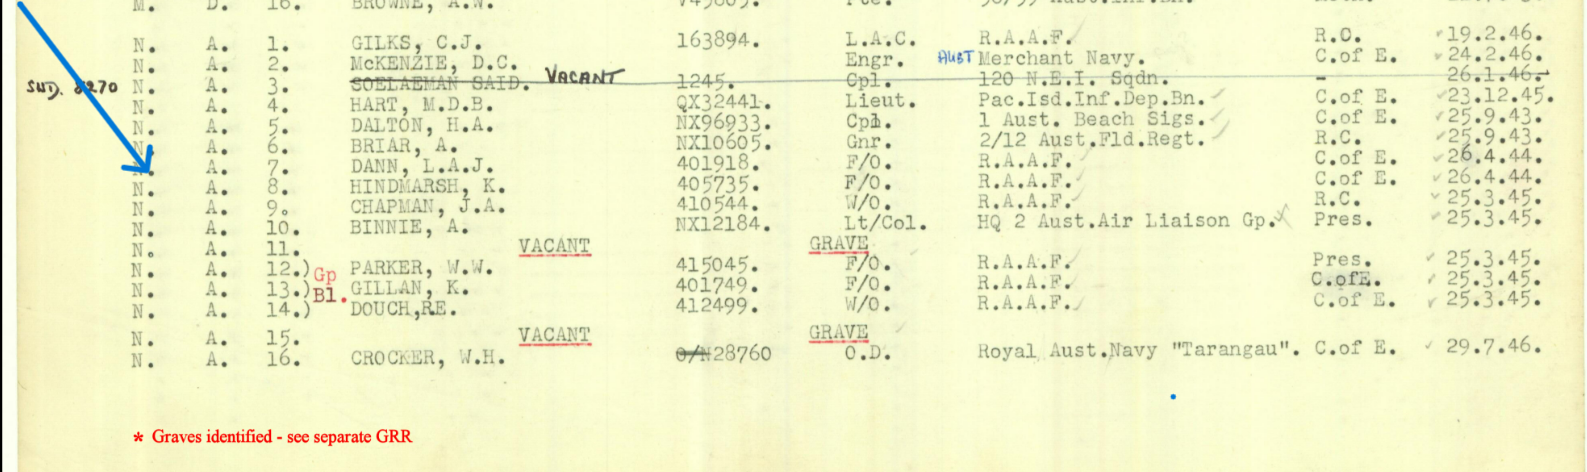 M. D. 16. BROWNE, A.W. V45605. Pte.
N. A. 1. GILKS, C.J. 163894. L.A.C. R.A.A.F. R.C. 19.2.46.
N. A. 2. McKENZIE, D.C. Engr. AUST Merchant Navy. C.of E. 24.2.46.
SUD. 8270 N. A. 3. SOELAEMAN SAID. VACANT 1245. Cpl. 120 N.E.I. Sqdn. - 26.1.46.
N. A. 4. HART, M.D.B. QX32441. Lieut. Pac.Isd.Inf.Dep.Bn. C.of E. 23.12.45.
N. A. 5. DALTON, H.A. NX96933. Cpl. 1 Aust. Beach Sigs. C.of E. 25.9.43.
N. A. 6. BRIAR, A. NX10605. Gnr. 2/12 Aust.Fld.Regt. R.C. 25.9.43.
N. A. 7. DANN, L.A.J. 401918. F/O. R.A.A.F. C.of E. 26.4.44.
N. A. 8. HINDMARSH, K. 405735. F/O. R.A.A.F. C.of E. 26.4.44.
N. A. 9. CHAPMAN, J.A. 410544. W/O. R.A.A.F. R.C. 25.3.45.
N. A. 10. BINNIE, A. NX12184. Lt/Col. HQ 2 Aust.Air Liaison Gp. Pres. 25.3.45.
N. A. 11. VACANT GRAVE
N. A. 12.) Gp PARKER, W.W. 415045. F/O. R.A.A.F. Pres. 25.3.45.
N. A. 13.) Bl. GILLAN, K. 401749. F/O. R.A.A.F. C.ofE. 25.3.45.
N. A. 14.) DOUCH,RE. 412499. W/O. R.A.A.F. C.of E. 25.3.45.
N. A. 15. VACANT GRAVE
N. A. 16. CROCKER, W.H. O/N28760 O.D. Royal Aust.Navy "Tarangau". C.of E. 29.7.46.
* Graves identified - see separate GRR